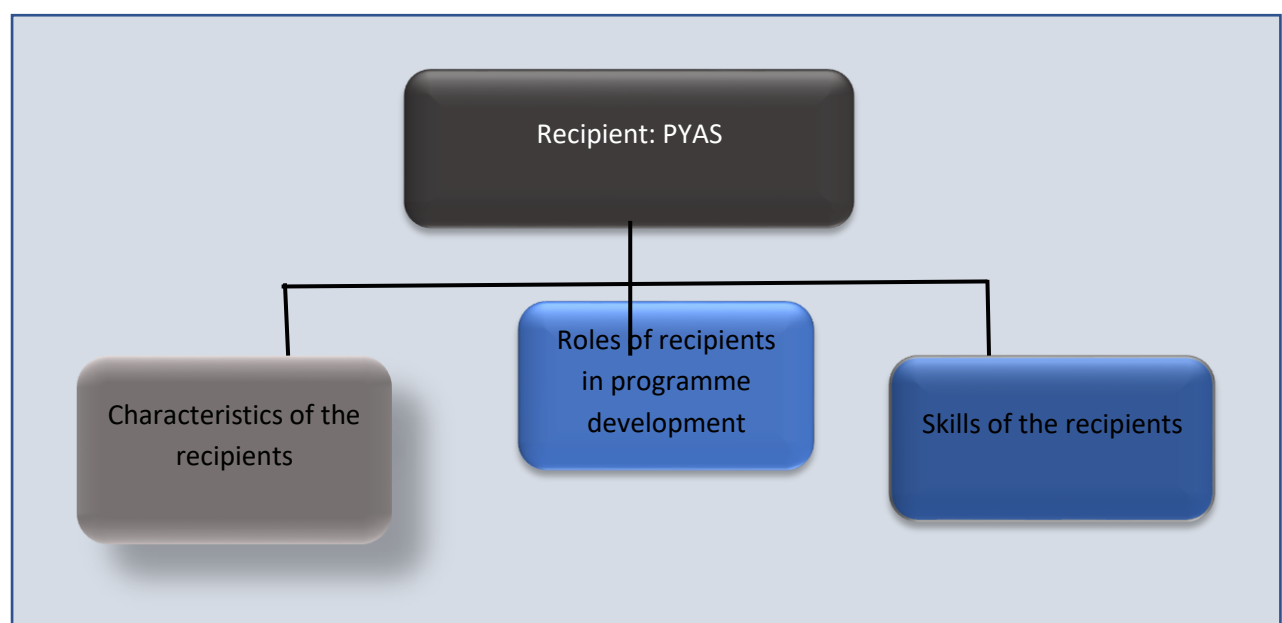 Recipient: PYAS
Roles of recipients
in programme
development
Characteristics of the
recipients
Skills of the recipients